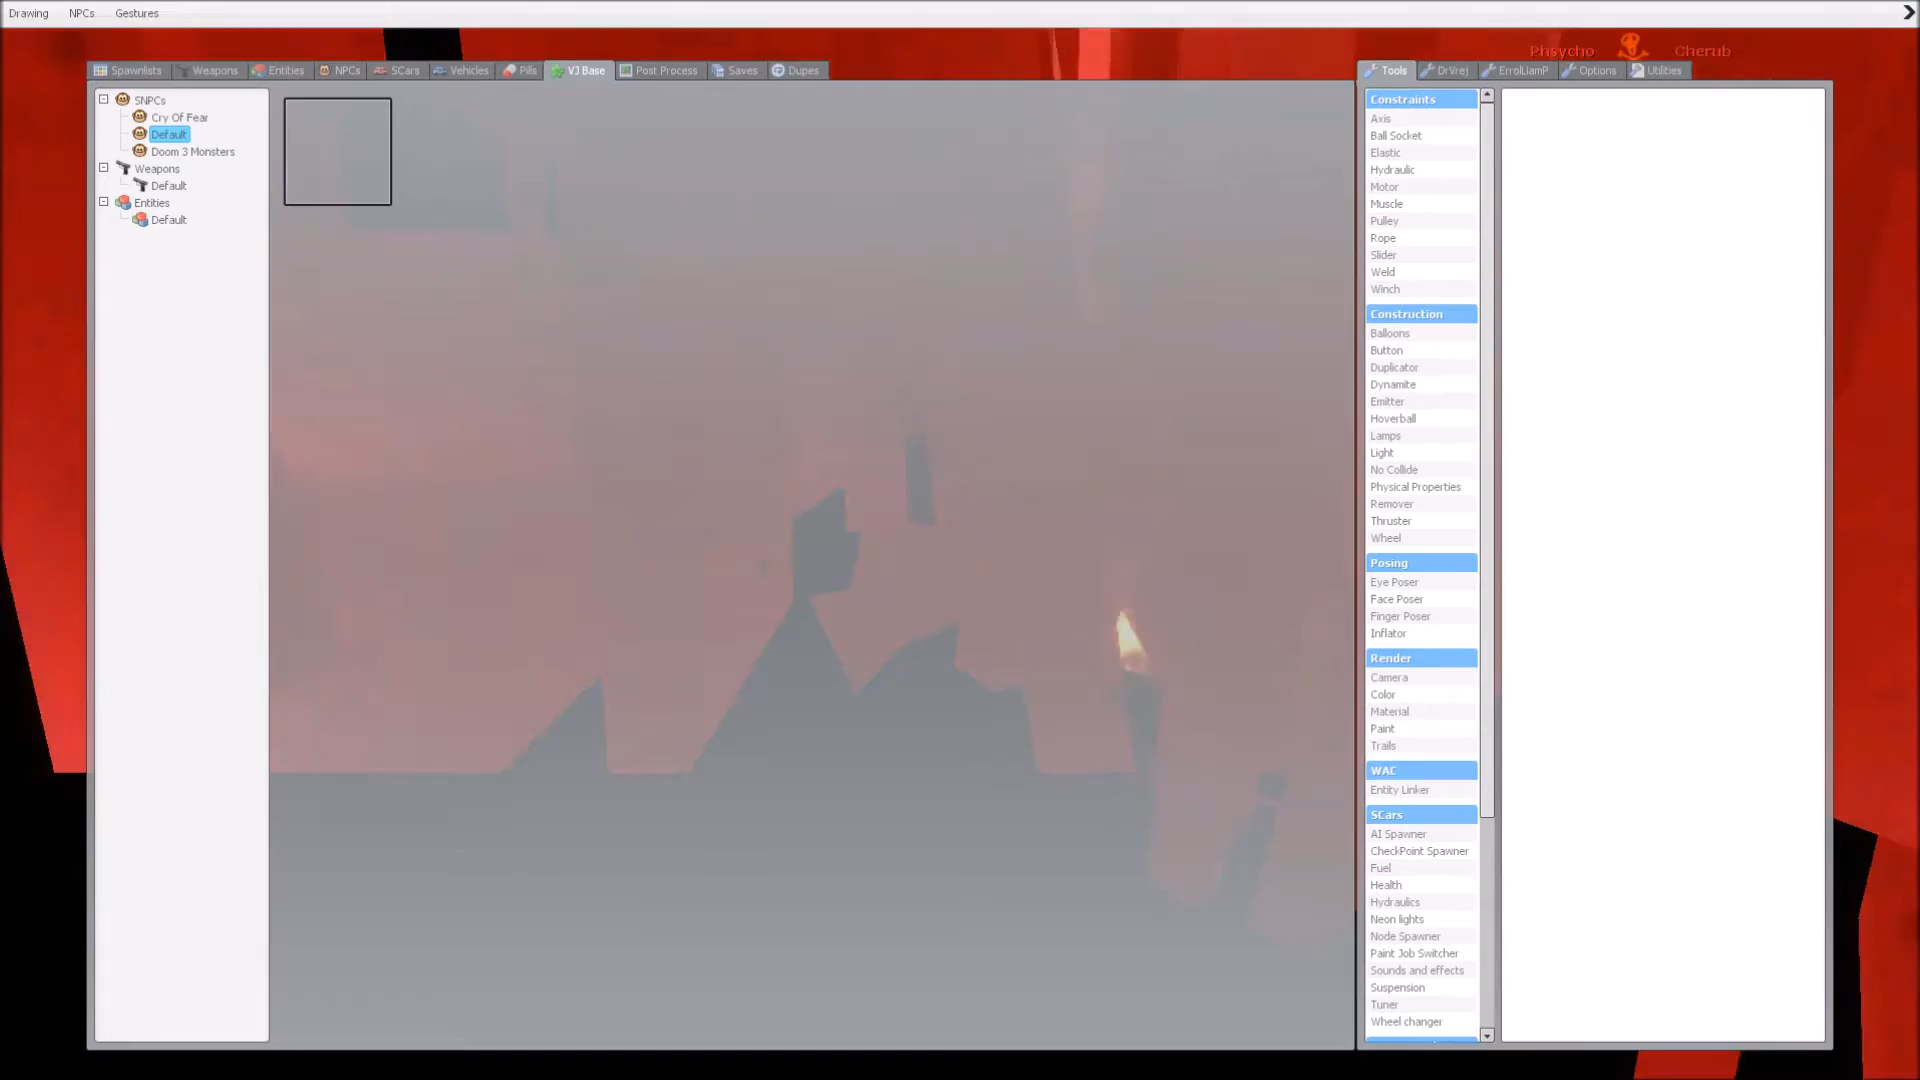 Drawing NPCs Gestures
Phsycho Cherub
Spawnlists Weapons Entities NPCs SCars Vehicles Pills VJ Base Post Process Saves Dupes
Tools DrVrej ErrolLiamP Options Utilities
SNPCs
Cry Of Fear
Default
Doom 3 Monsters
Weapons
Default
Entities
Default
Constraints
Axis
Ball Socket
Elastic
Hydraulic
Motor
Muscle
Pulley
Rope
Slider
Weld
Winch
Construction
Balloons
Button
Duplicator
Dynamite
Emitter
Hoverball
Lamps
Light
No Collide
Physical Properties
Remover
Thruster
Wheel
Posing
Eye Poser
Face Poser
Finger Poser
Inflator
Render
Camera
Color
Material
Paint
Trails
WAC
Entity Linker
SCars
AI Spawner
CheckPoint Spawner
Fuel
Health
Hydraulics
Neon lights
Node Spawner
Paint Job Switcher
Sounds and effects
Suspension
Tuner
Wheel changer